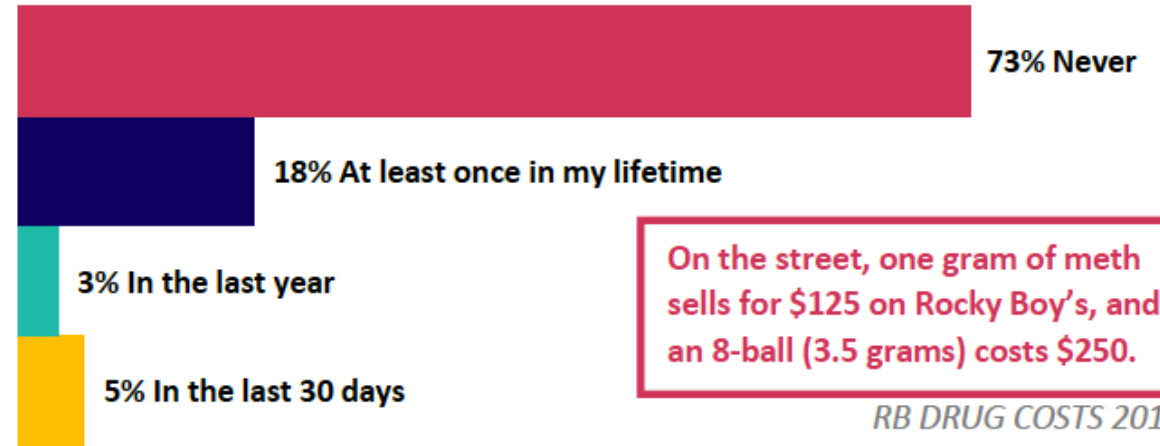 73% Never
18% At least once in my lifetime
3% In the last year
On the street, one gram of meth
sells for $125 on Rocky Boy's, and
an 8-ball (3.5 grams) costs $250.
5% In the last 30 days
RB DRUG COSTS 201